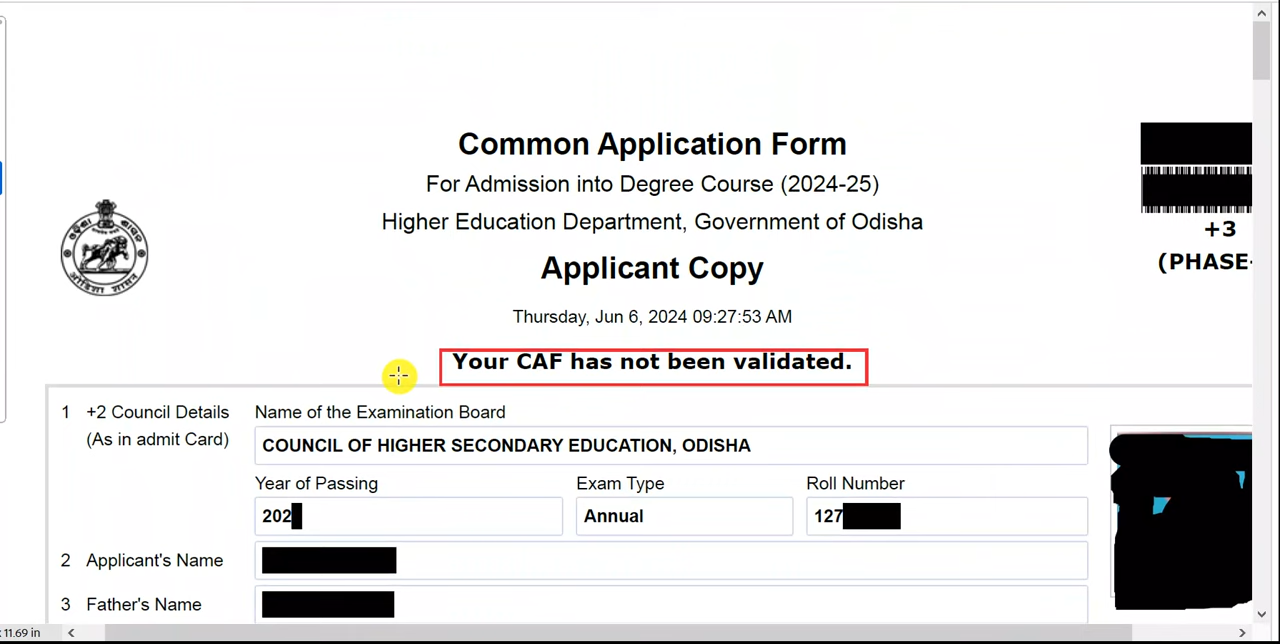 Common Application Form
For Admission into Degree Course (2024-25)
Higher Education Department, Government of Odisha
Applicant Copy
Thursday, Jun 6, 2024 09:27:53 AM
Your CAF has not been validated.
+3
(PHASE-
1 +2 Council Details
(As in admit Card)
Name of the Examination Board
COUNCIL OF HIGHER SECONDARY EDUCATION, ODISHA
Year of Passing Exam Type Roll Number
202 Annual 127
2 Applicant's Name
3 Father's Name
11.69 in